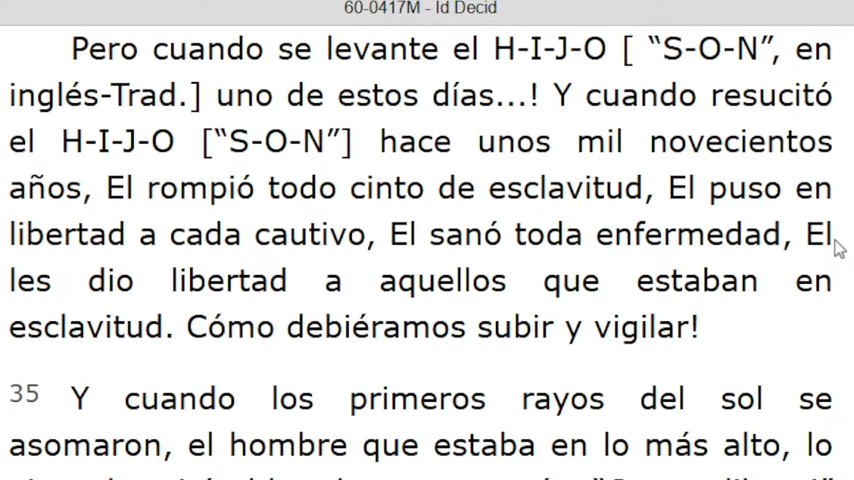 60-0417M - Id Decid
Pero cuando se levante el H-I-J-O [ “S-O-N”, en
inglés-Trad.] uno de estos días...! Y cuando resucitó
el H-I-J-O [“S-O-N”] hace unos mil novecientos
años, El rompió todo cinto de esclavitud, El puso en
libertad a cada cautivo, El sanó toda enfermedad, El
les dio libertad a aquellos que estaban en
esclavitud. Cómo debiéramos subir y vigilar!
35 Y cuando los primeros rayos del sol se
asomaron, el hombre que estaba en lo más alto, lo